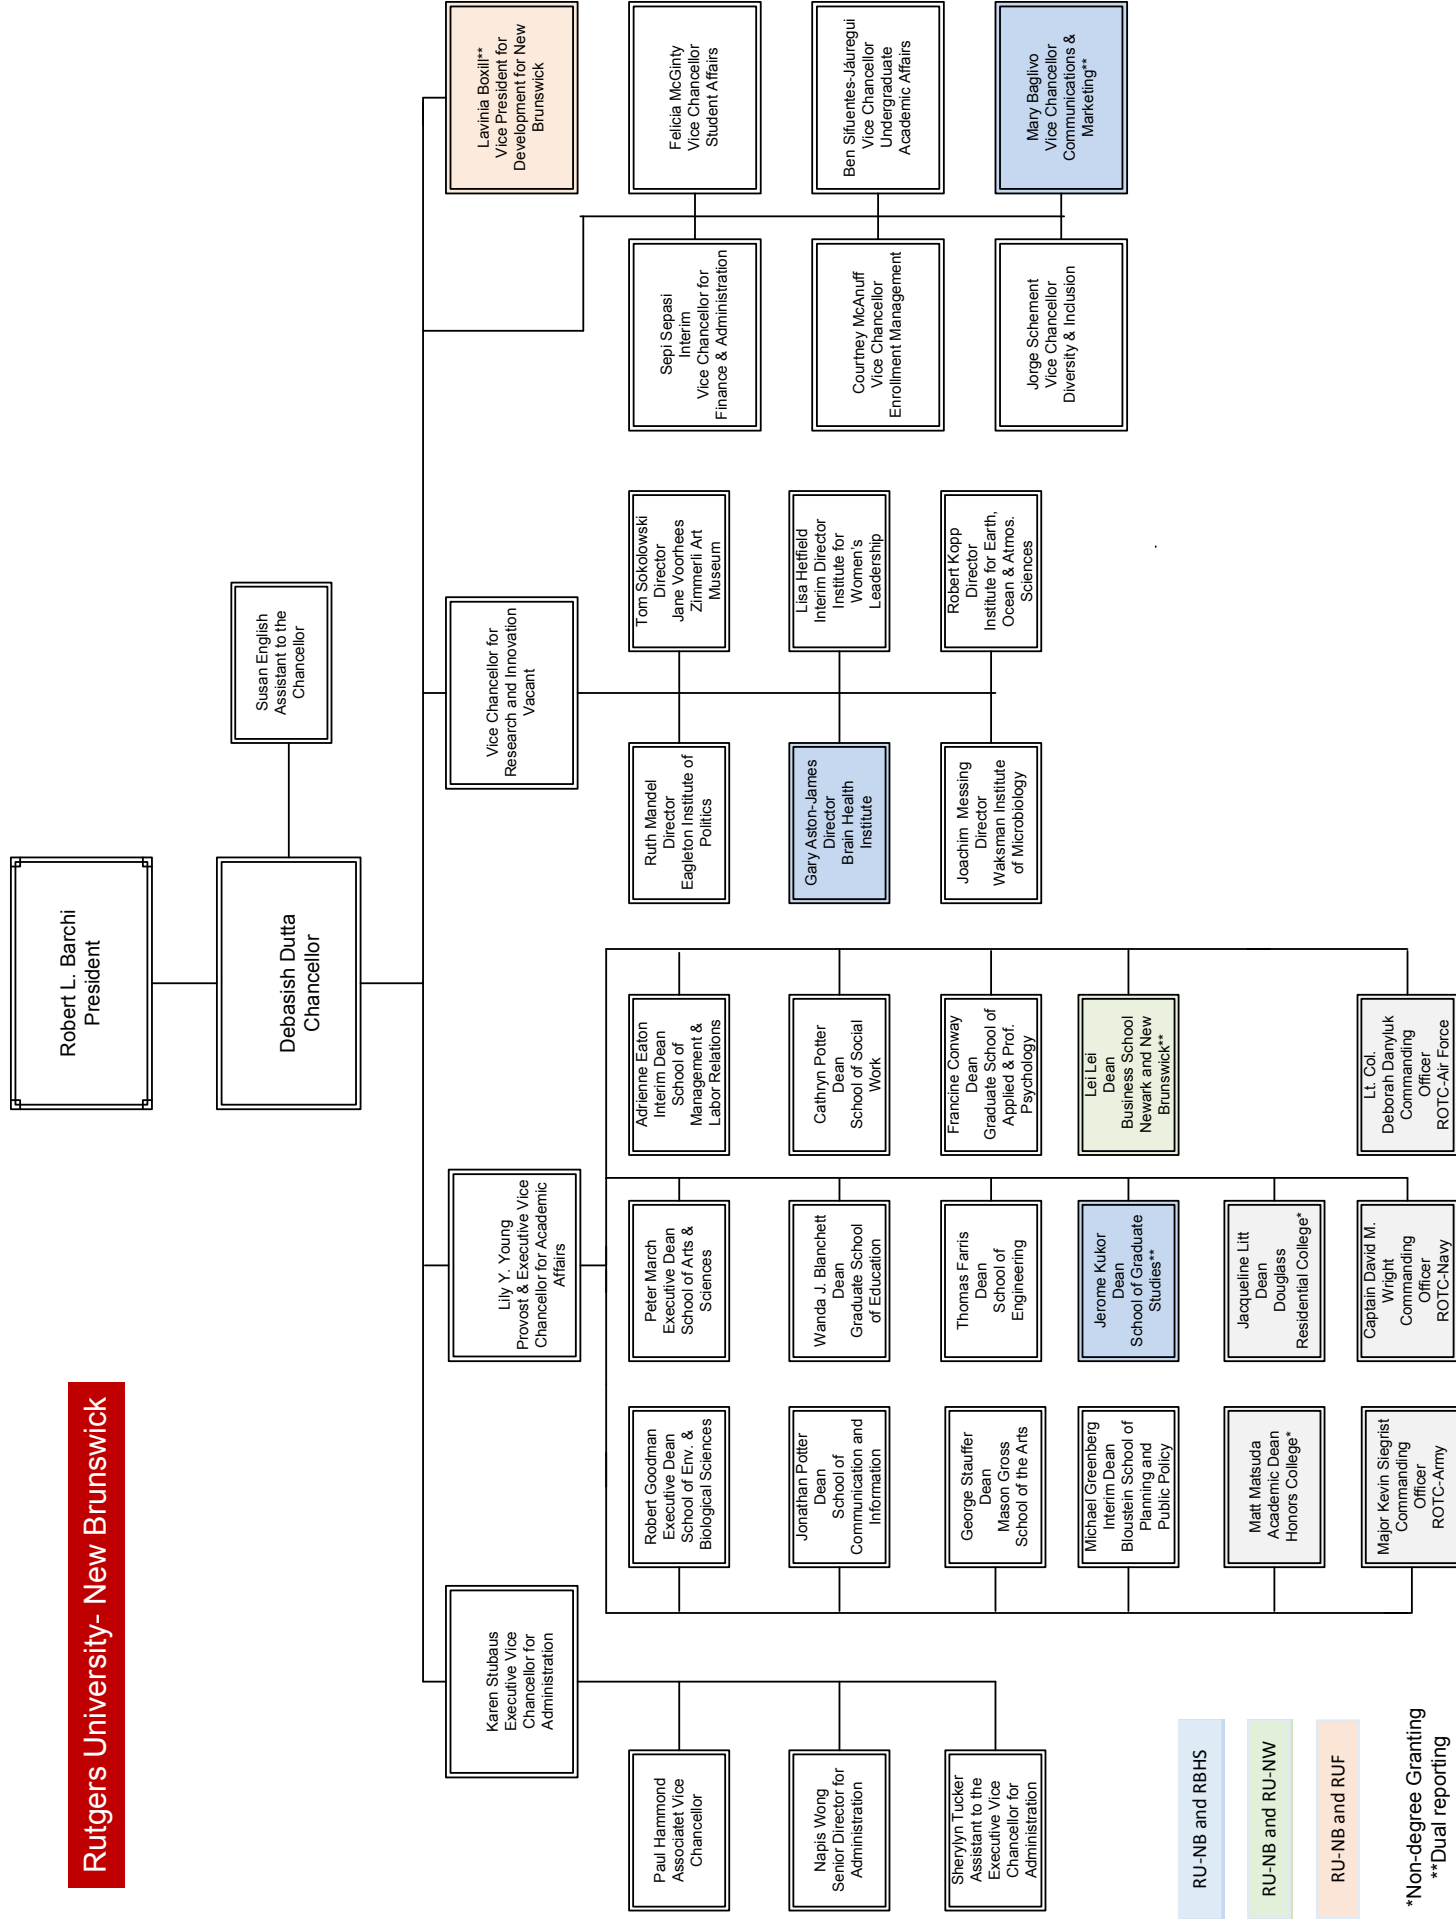 Rutgers University- New Brunswick
Robert L. Barchi
President
Debasish Dutta
Chancellor
Susan English
Assistant to the
Chancellor
Karen Stubaus
Executive Vice
Chancellor for
Administration
Lily Y. Young
Provost & Executive Vice
Chancellor for Academic
Affairs
Vice Chancellor for
Research and Innovation
Vacant
Lavinia Boxill**
Vice President for
Development for New
Brunswick
Paul Hammond
Associatet Vice
Chancellor
Napis Wong
Senior Director for
Administration
Sherylyn Tucker
Assistant to the
Executive Vice
Chancellor for
Administration
Robert Goodman
Executive Dean
School of Env. &
Biological Sciences
Peter March
Executive Dean
School of Arts &
Sciences
Adrienne Eaton
Interim Dean
School of
Management &
Labor Relations
Jonathan Potter
Dean
School of
Communication and
Information
Wanda J. Blanchett
Dean
Graduate School
of Education
Cathryn Potter
Dean
School of Social
Work
George Stauffer
Dean
Mason Gross
School of the Arts
Thomas Farris
Dean
School of
Engineering
Francine Conway
Dean
Graduate School of
Applied & Prof.
Psychology
Michael Greenberg
Interim Dean
Bloustein School of
Planning and
Public Policy
Jerome Kukor
Dean
School of Graduate
Studies**
Lei Lei
Dean
Business School
Newark and New
Brunswick**
Matt Matsuda
Academic Dean
Honors College*
Jacqueline Litt
Dean
Douglass
Residential College*
Major Kevin Siegrist
Commanding
Officer
ROTC-Army
Captain David M.
Wright
Commanding
Officer
ROTC-Navy
Lt. Col.
Deborah Danyluk
Commanding
Officer
ROTC-Air Force
Ruth Mandel
Director
Eagleton Institute of
Politics
Tom Sokolowski
Director
Jane Voorhees
Zimmerli Art
Museum
Gary Aston-James
Director
Brain Health
Institute
Lisa Hetfield
Interim Director
Institute for
Women's
Leadership
Joachim Messing
Director
Waksman Institute
of Microbiology
Robert Kopp
Director
Institute for Earth,
Ocean & Atmos.
Sciences
Sepi Sepasi
Interim
Vice Chancellor for
Finance & Administration
Felicia McGinty
Vice Chancellor
Student Affairs
Courtney McAnuff
Vice Chancellor
Enrollment Management
Ben Sifuentes-Jáuregui
Vice Chancellor
Undergraduate
Academic Affairs
Jorge Schement
Vice Chancellor
Diversity & Inclusion
Mary Baglivo
Vice Chancellor
Communications &
Marketing**
RU-NB and RBHS
RU-NB and RU-NW
RU-NB and RUF
*Non-degree Granting
**Dual reporting